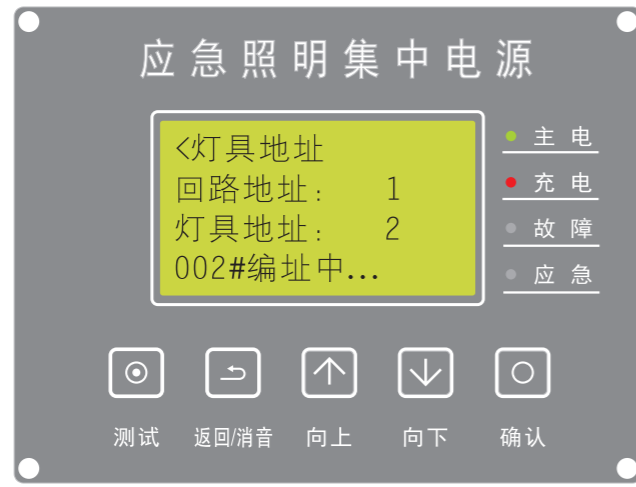 应急照明集中电源
<灯具地址
回路地址: 1
灯具地址: 2
002#编址中...
主电
充电
故障
应急
测试 返回/消音 向上 向下 确认